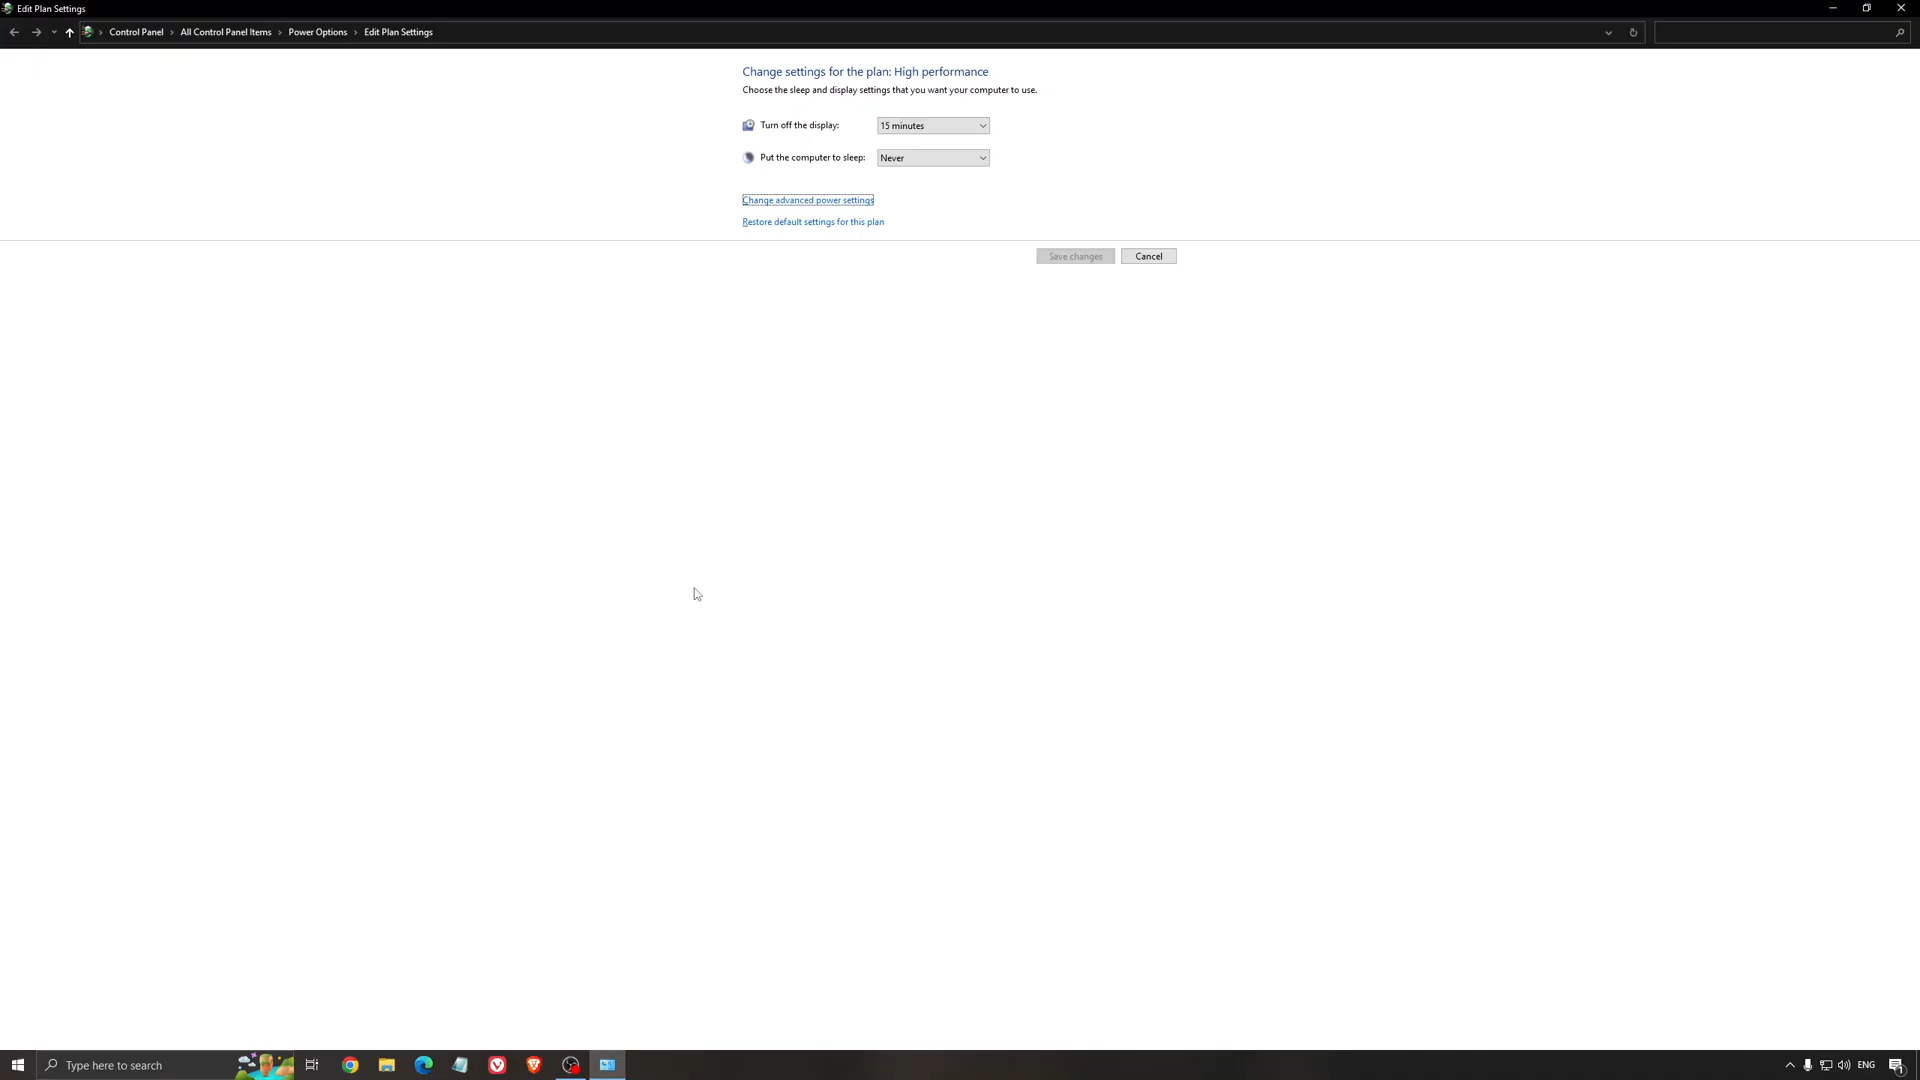 Edit Plan Settings
Control Panel > All Control Panel Items > Power Options > Edit Plan Settings
Change settings for the plan: High performance
Choose the sleep and display settings that you want your computer to use.
Turn off the display: 15 minutes
Put the computer to sleep: Never
Change advanced power settings
Restore default settings for this plan
Save changes Cancel
Type here to search ENG 1